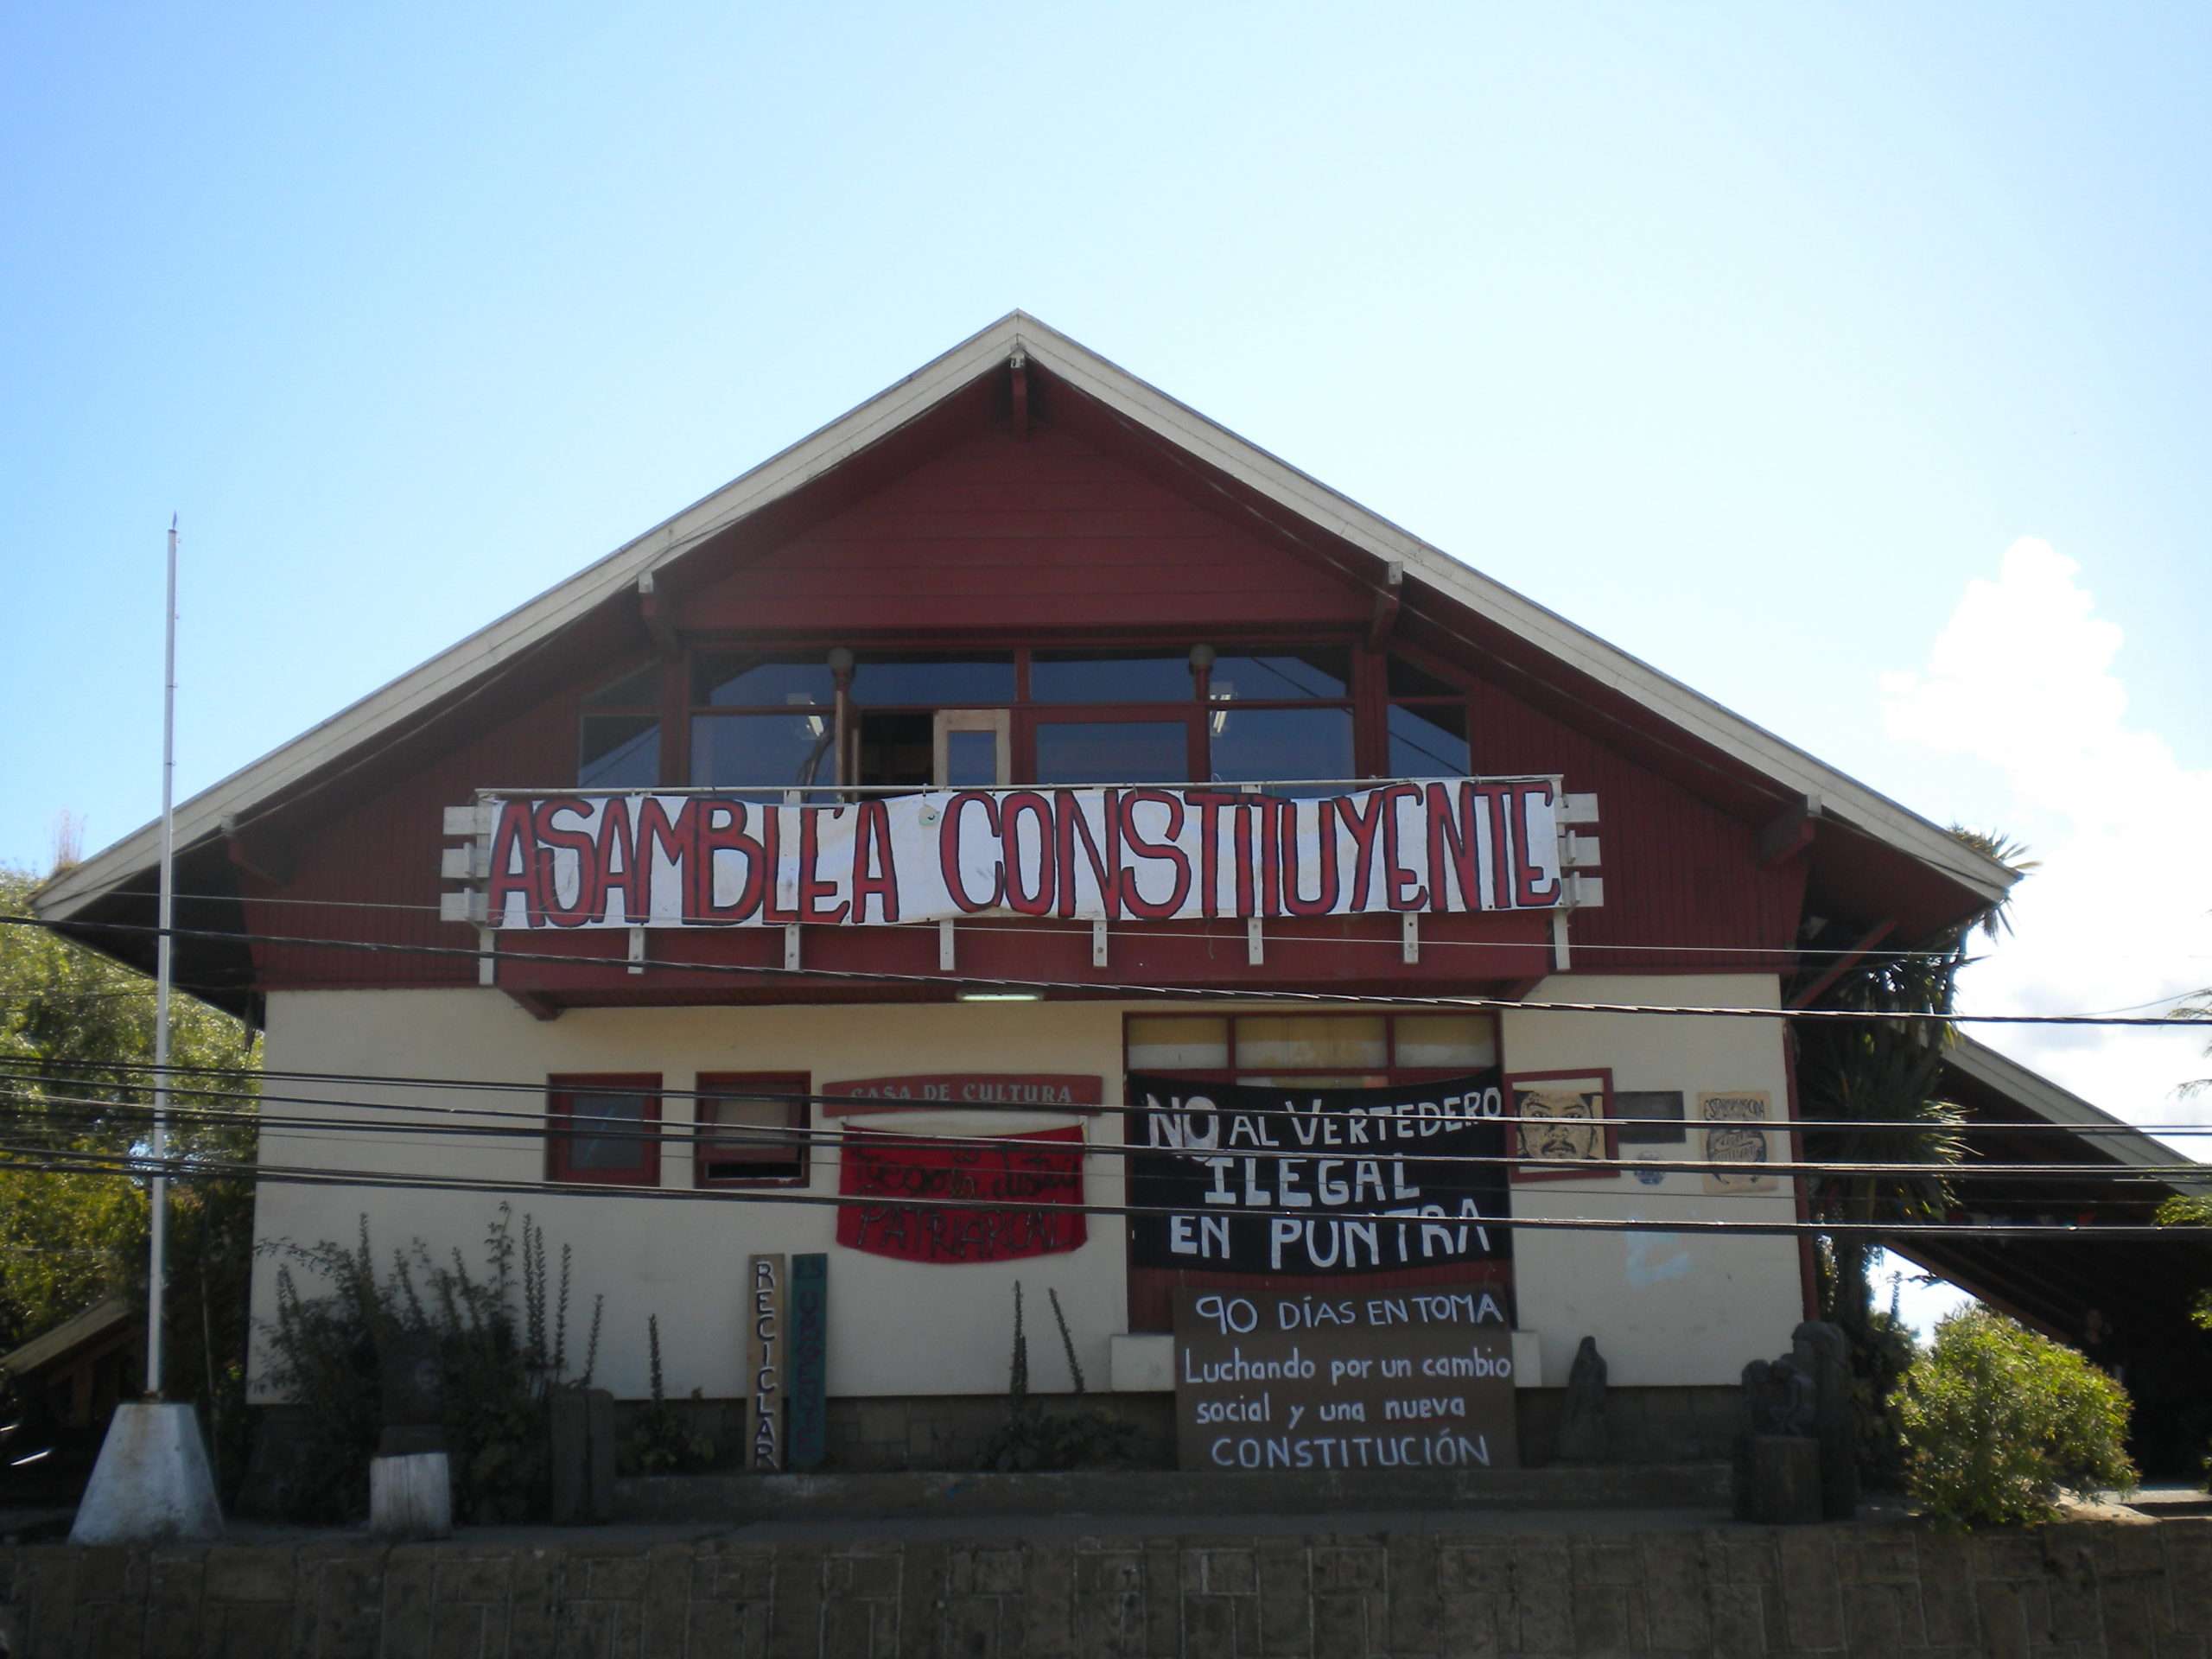 ASAMBLEA CONSTITUYENTE
CASA DE CULTURA
PATRIARCAL
NO AL VERTEDERO
ILEGAL
EN PUNTRA
RECICLAR
90 DÍAS EN TOMA
Luchando por un cambio
social y una nueva
CONSTITUCIÓN